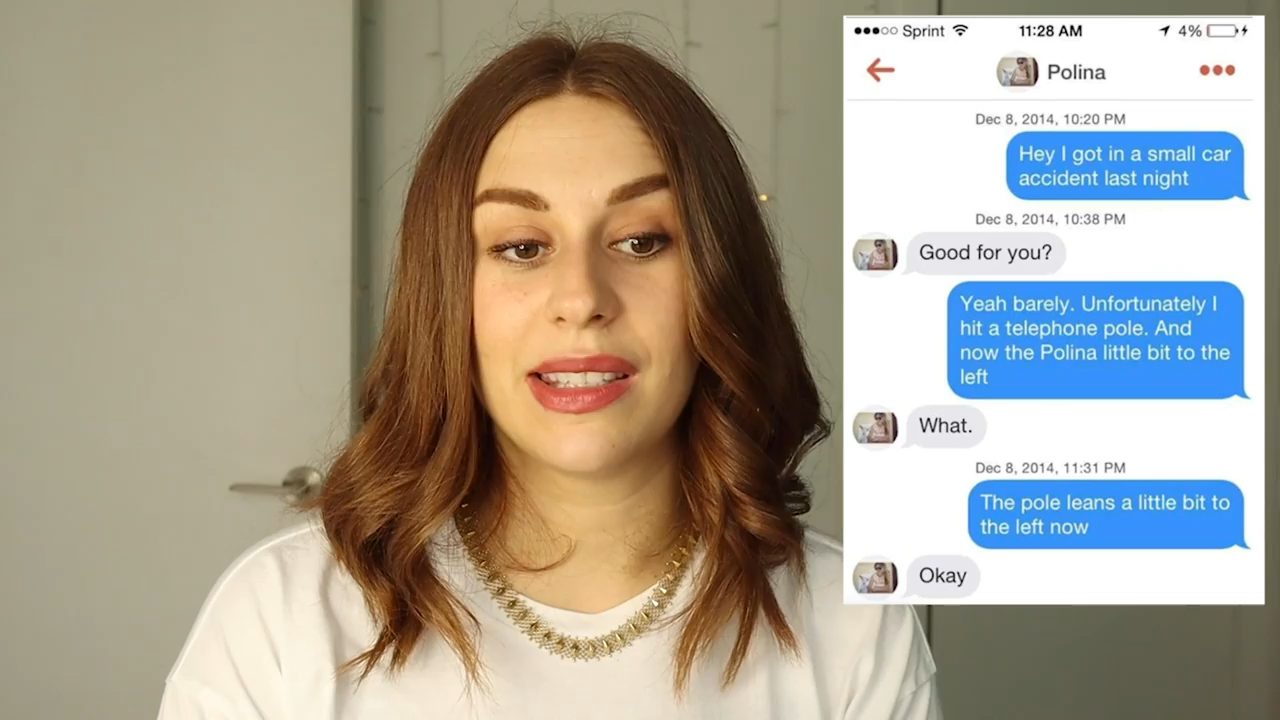 Sprint 11:28 AM 4%
Polina
Dec 8, 2014, 10:20 PM
Hey I got in a small car
accident last night
Dec 8, 2014, 10:38 PM
Good for you?
Yeah barely. Unfortunately I
hit a telephone pole. And
now the Polina little bit to the
left
What.
Dec 8, 2014, 11:31 PM
The pole leans a little bit to
the left now
Okay